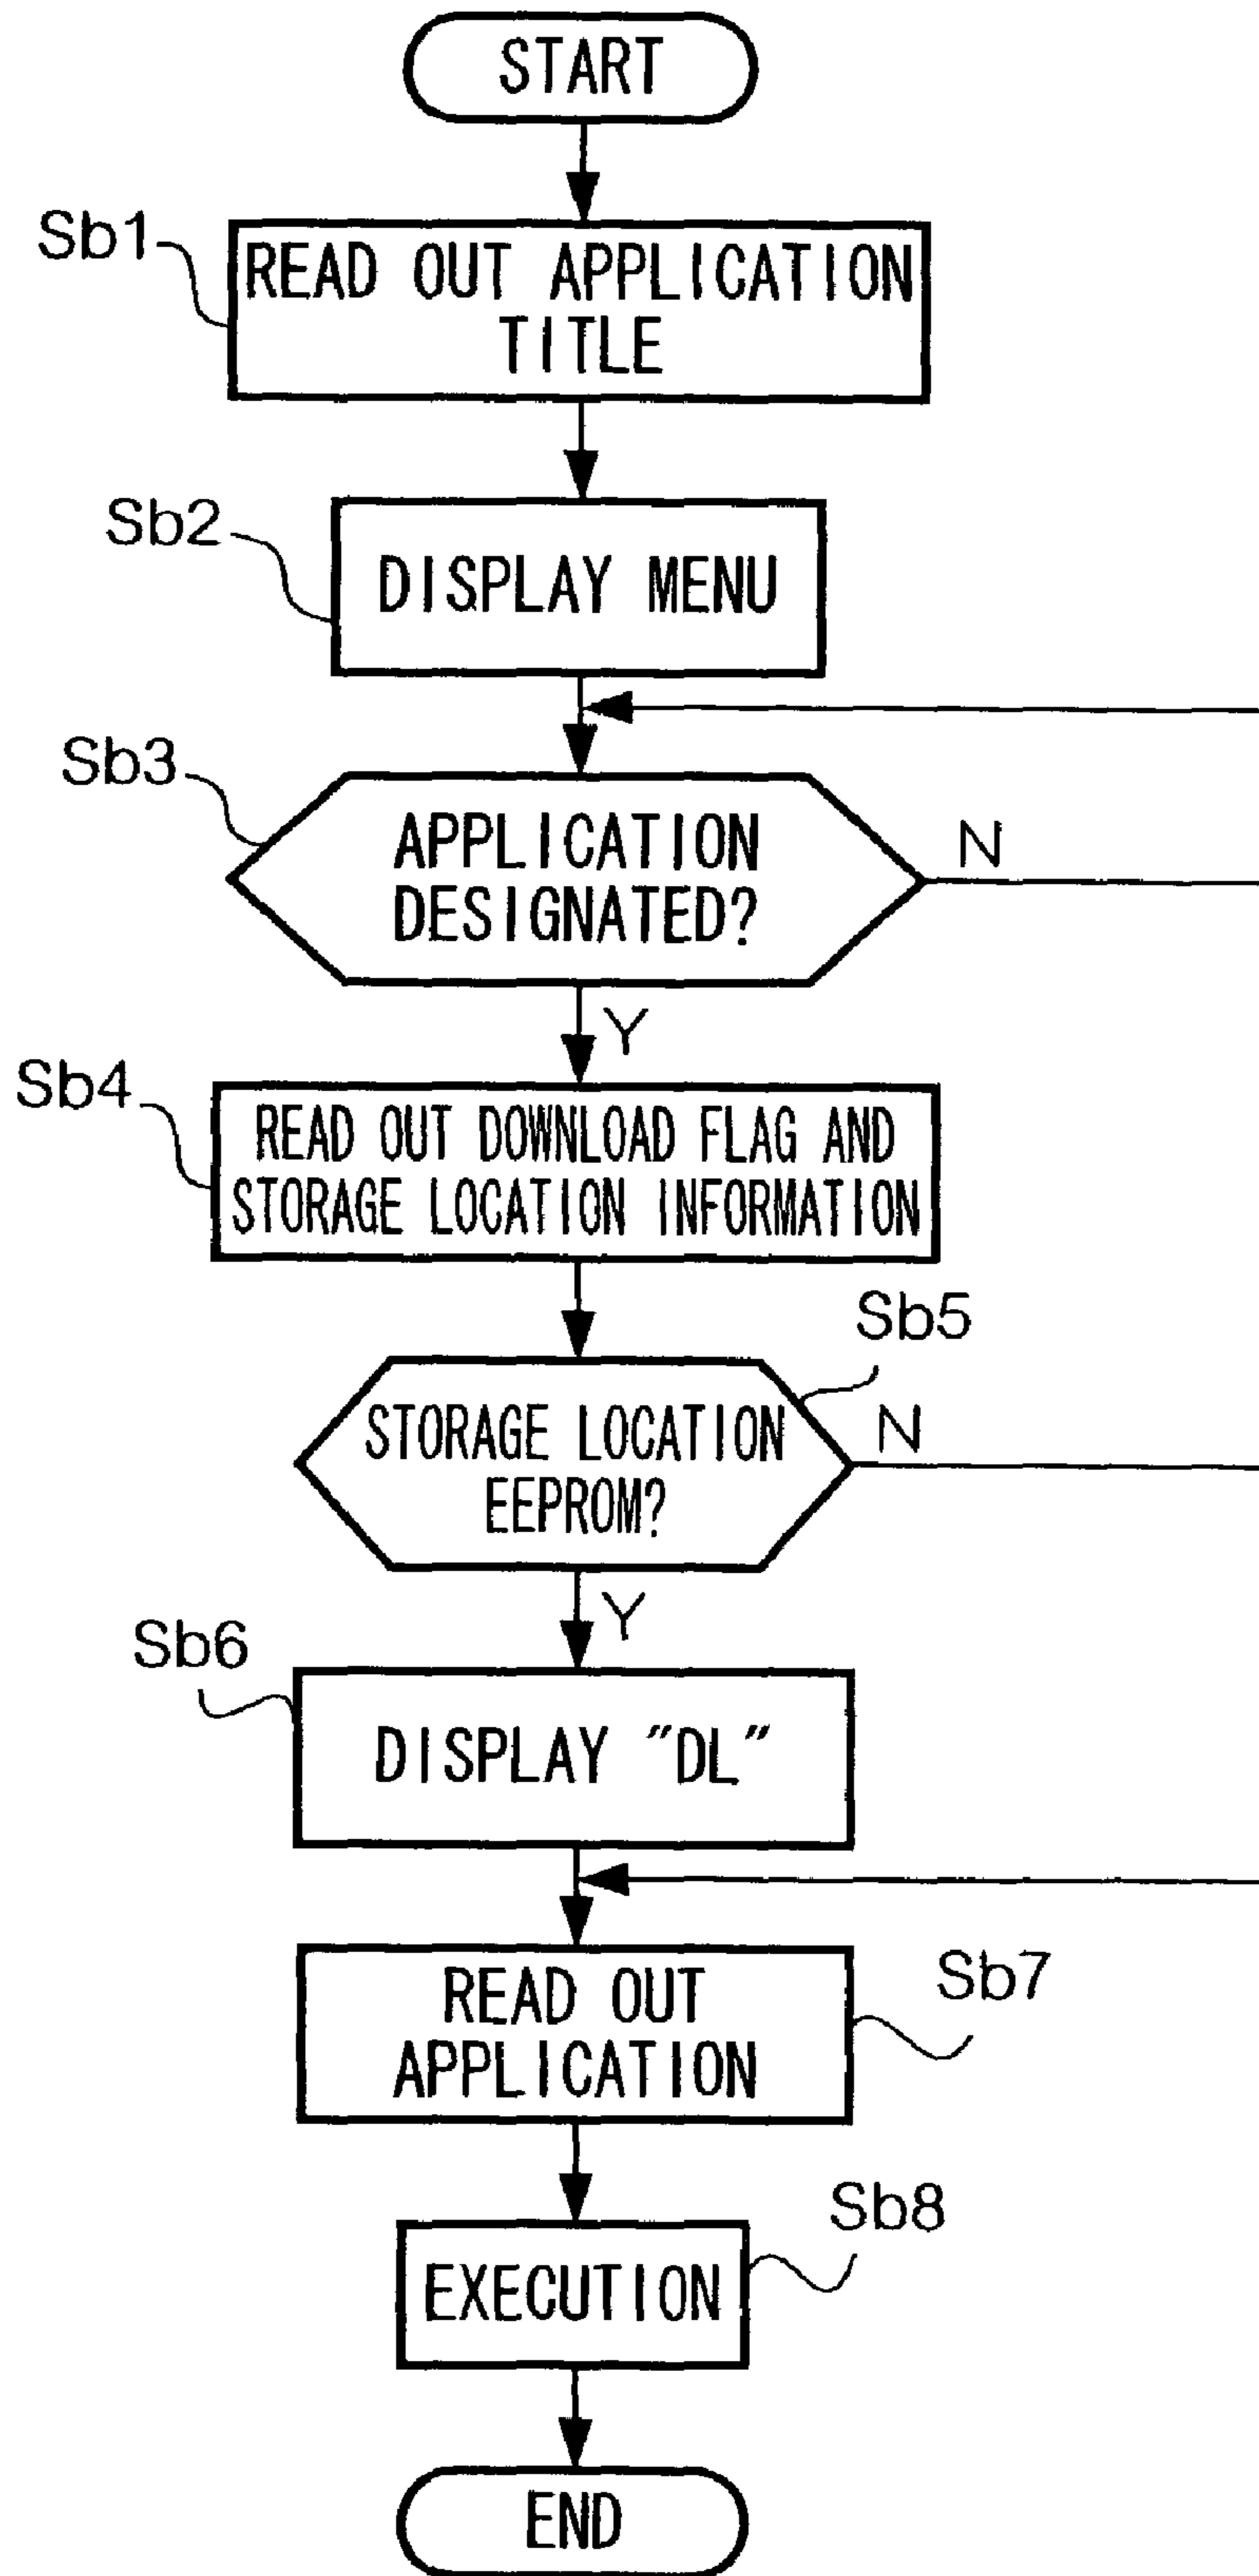 START
Sb1
READ OUT APPLICATION
TITLE
Sb2
DISPLAY MENU
Sb3
APPLICATION
DESIGNATED?
N
Y
Sb4
READ OUT DOWNLOAD FLAG AND
STORAGE LOCATION INFORMATION
Sb5
STORAGE LOCATION
EEPROM?
N
Y
Sb6
DISPLAY "DL"
Sb7
READ OUT
APPLICATION
Sb8
EXECUTION
END